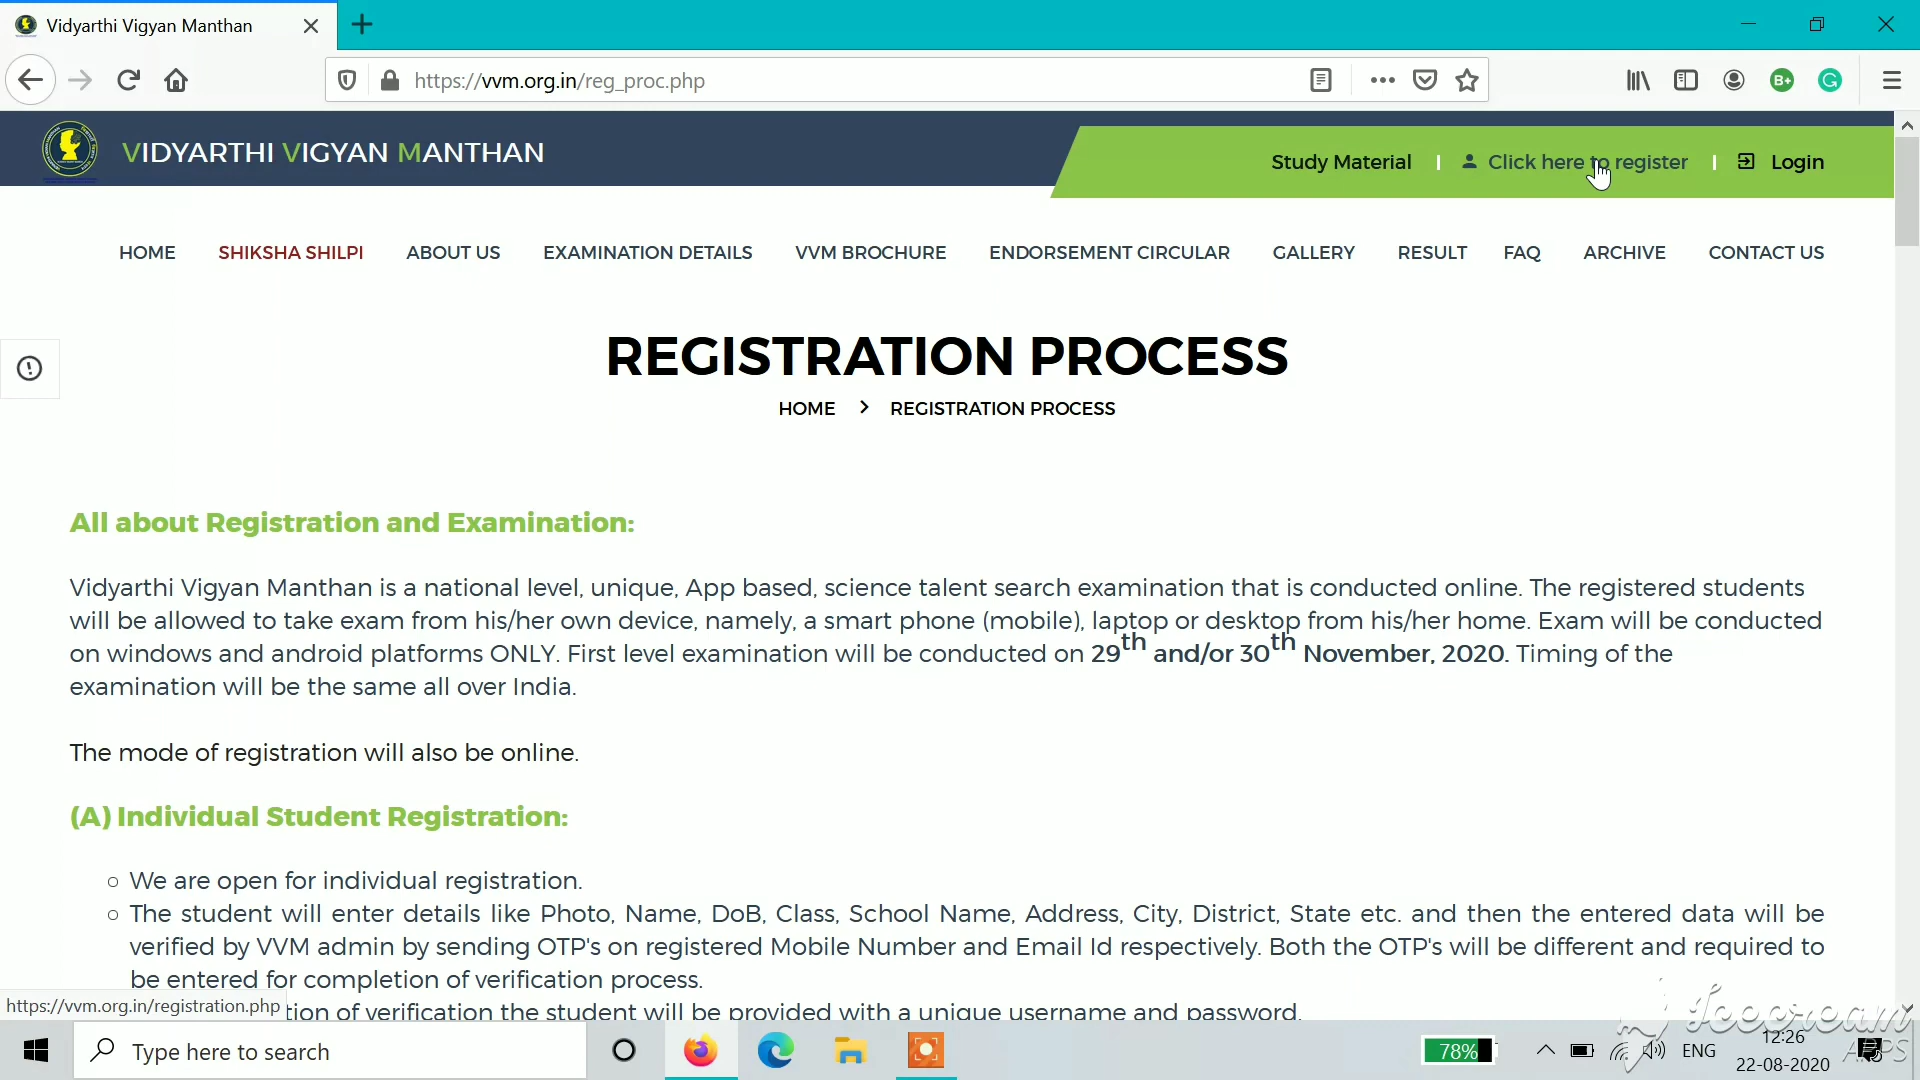 Vidyarthi Vigyan Manthan
https://vvm.org.in/reg_proc.php
VIDYARTHI VIGYAN MANTHAN
Study Material | Click here to register | Login
HOME SHIKSHA SHILPI ABOUT US EXAMINATION DETAILS VVM BROCHURE ENDORSEMENT CIRCULAR GALLERY RESULT FAQ ARCHIVE CONTACT US
REGISTRATION PROCESS
HOME > REGISTRATION PROCESS
All about Registration and Examination:
Vidyarthi Vigyan Manthan is a national level, unique, App based, science talent search examination that is conducted online. The registered students
will be allowed to take exam from his/her own device, namely, a smart phone (mobile), laptop or desktop from his/her home. Exam will be conducted
on windows and android platforms ONLY. First level examination will be conducted on 29th and/or 30th November, 2020. Timing of the
examination will be the same all over India.
The mode of registration will also be online.
(A) Individual Student Registration:
We are open for individual registration.
The student will enter details like Photo, Name, DoB, Class, School Name, Address, City, District, State etc. and then the entered data will be
verified by VVM admin by sending OTP's on registered Mobile Number and Email Id respectively. Both the OTP's will be different and required to
be entered for completion of verification process.
https://vvm.org.in/registration.php
tion of verification the student will be provided with a unique username and password.
Icecream
APPS
Type here to search
78%
ENG
12:26
22-08-2020